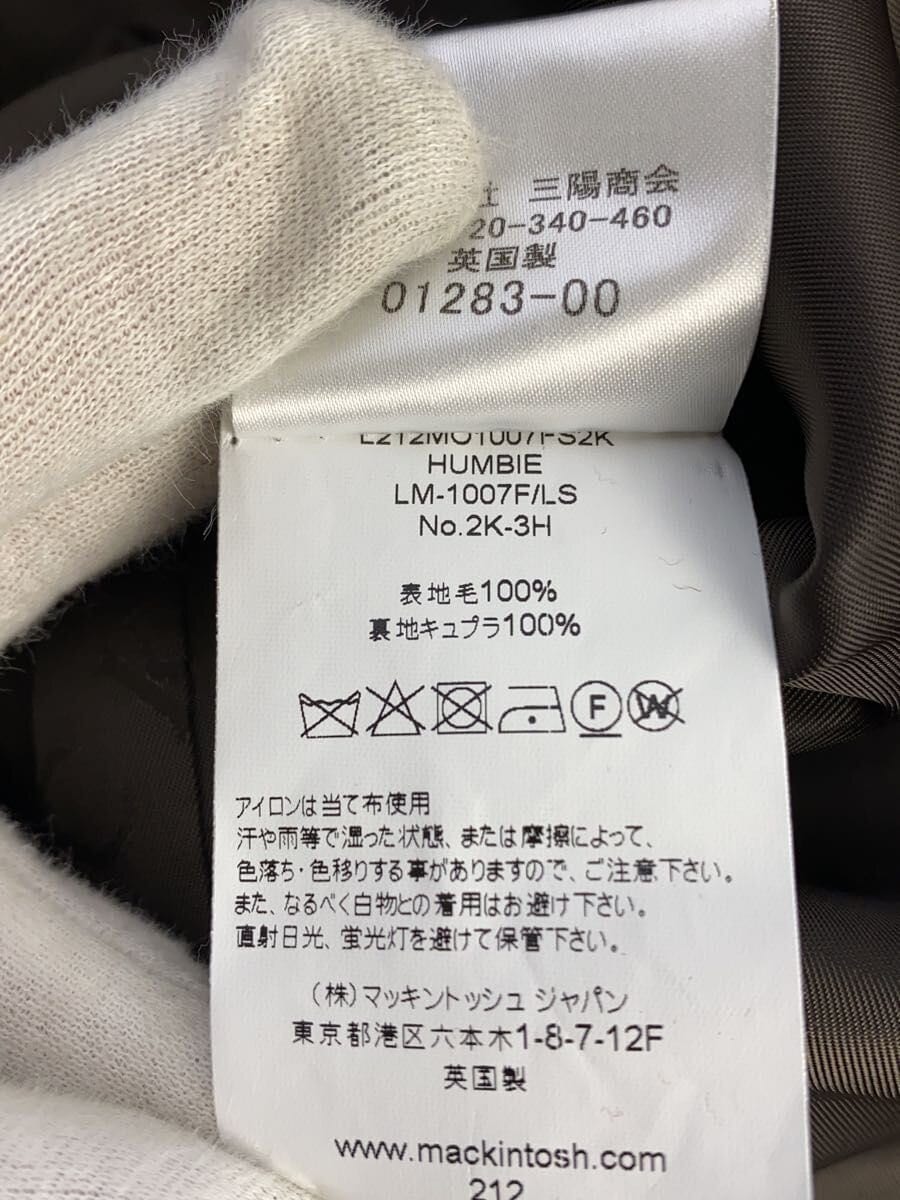 三陽商会
20-340-460
英国製
01283-00
L212MO1007FS2K
HUMBIE
LM-1007F/LS
No.2K-3H
表地毛100%
裏地キュプラ100%
F W
アイロンは当て布使用
汗や雨等で湿った状態、または摩擦によって、
色落ち・色移りする事がありますので、ご注意下さい。
また、なるべく白物との着用はお避け下さい。
直射日光、蛍光灯を避けて保管下さい。
(株)マッキントッシュ ジャパン
東京都港区六本木1-8-7-12F
英国製
www.mackintosh.com
212